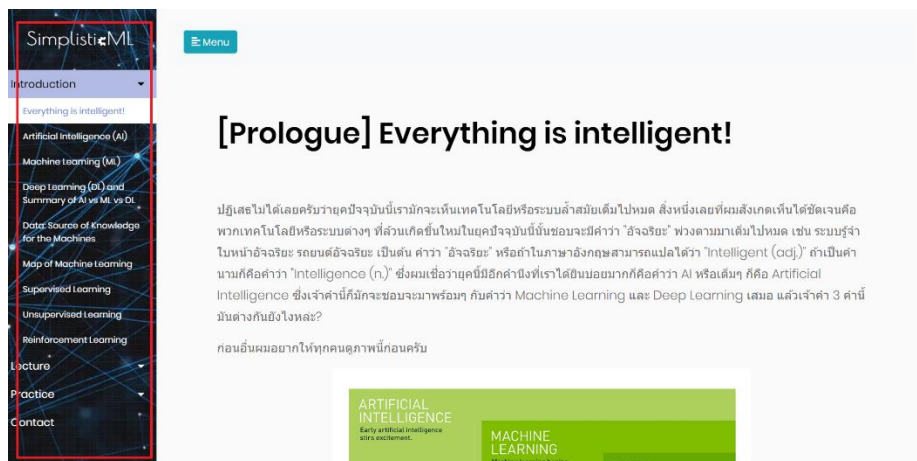 SimplisticML
Menu
Introduction
Everything is intelligent!
Artificial Intelligence (AI)
Machine Learning (ML)
Deep Learning (DL) and
Summary of AI vs ML vs DL
Data: Source of Knowledge
for the Machines
Map of Machine Learning
Supervised Learning
Unsupervised Learning
Reinforcement Learning
Lecture
Practice
Contact
[Prologue] Everything is intelligent!
ปฏิเสธไม่ได้เลยครับว่ายุคปัจจุบันนี้เรามักจะเห็นเทคโนโลยีหรือระบบล้ำสมัยเต็มไปหมด สิ่งหนึ่งเลยที่ผมสังเกตเห็นได้ชัดเจนคือ
พวกเทคโนโลยีหรือระบบต่างๆ ที่ล้วนเกิดขึ้นใหม่ในยุคปัจจุบันนี้นั้นชอบจะมีคำว่า "อัจฉริยะ" พ่วงตามมาเต็มไปหมด เช่น ระบบรู้จำ
ใบหน้าอัจฉริยะ รถยนต์อัจฉริยะ เป็นต้น คำว่า "อัจฉริยะ" หรือถ้าในภาษาอังกฤษสามารถแปลได้ว่า "Intelligent (adj.)" ถ้าเป็นคำ
นามก็คือคำว่า "Intelligence (n.)" ซึ่งผมเชื่อว่ายุคนี้มีอีกคำนึงที่เราได้ยินบ่อยมากก็คือคำว่า AI หรือเต็มๆ ก็คือ Artificial
Intelligence ซึ่งเจ้าคำนี้ก็มักจะชอบจะมาพร้อมๆ กับคำว่า Machine Learning และ Deep Learning เสมอ แล้วเจ้าคำ 3 คำนี้
มันต่างกันยังไงหล่ะ?
ก่อนอื่นผมอยากให้ทุกคนดูภาพนี้ก่อนครับ
ARTIFICIAL
INTELLIGENCE
Early artificial intelligence
stirs excitement.
MACHINE
LEARNING